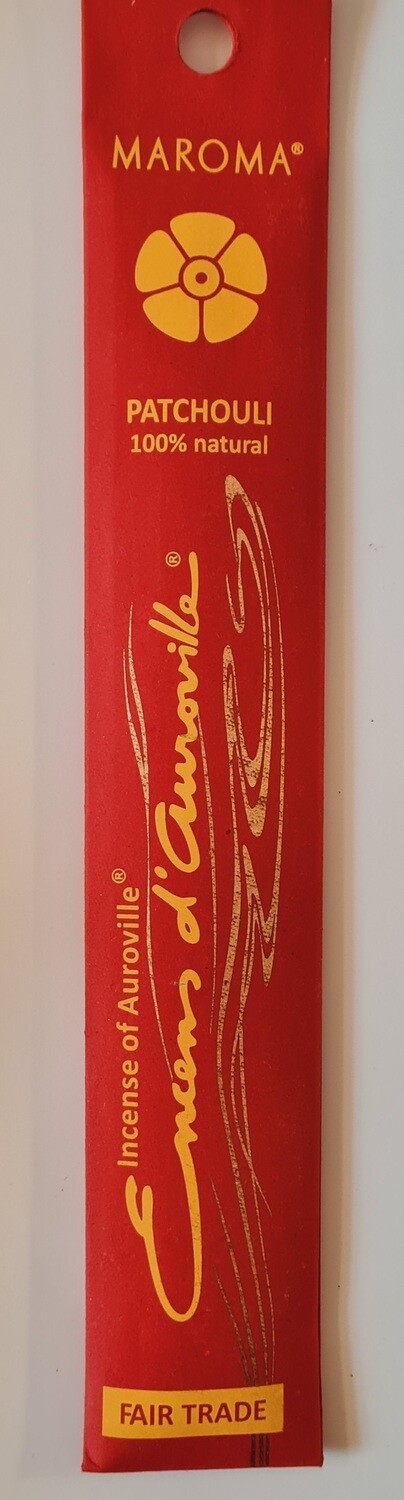 MAROMA®
PATCHOULI
100% natural
Incense of Auroville®
Encens d'Auroville®
FAIR TRADE